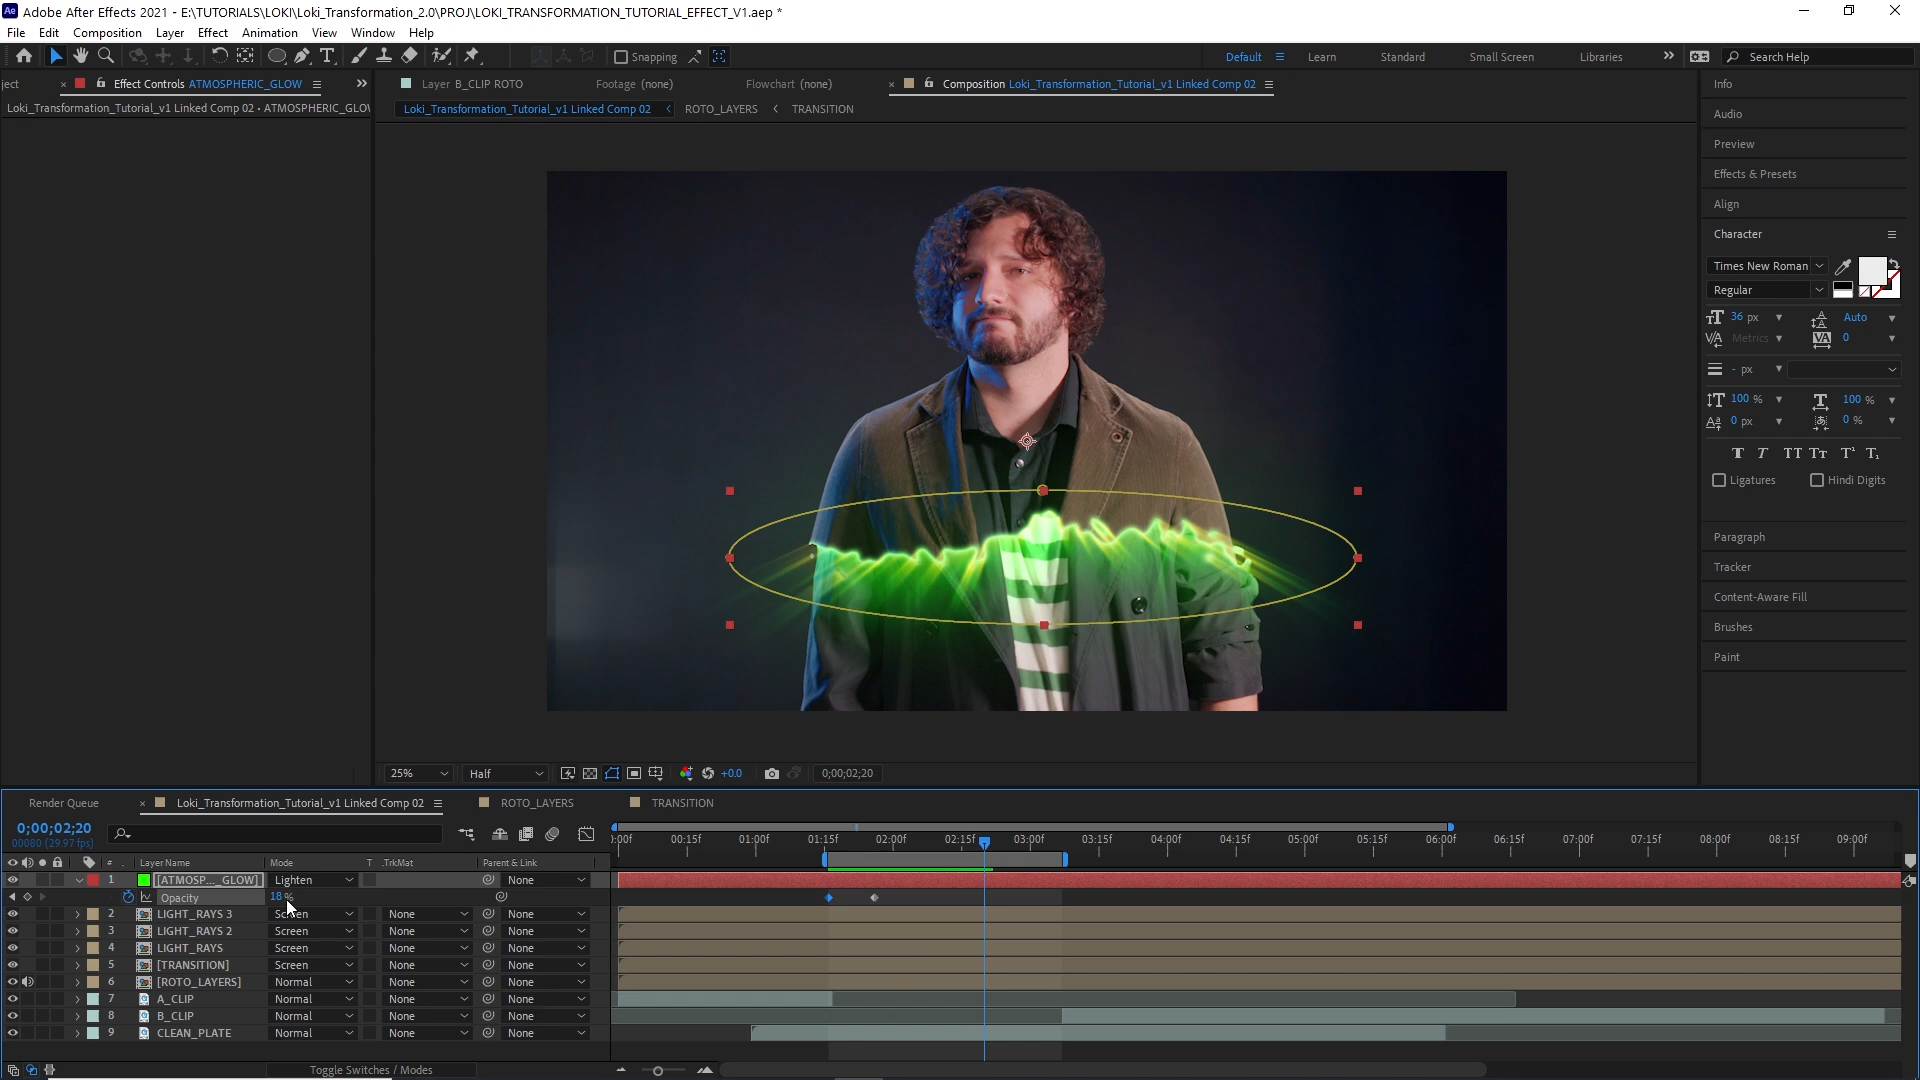 Ae Adobe After Effects 2021 - E:\TUTORIALS\LOKI\Loki_Transformation_2.0\PROJ\LOKI_TRANSFORMATION_TUTORIAL_EFFECT_V1.aep *
File Edit Composition Layer Effect Animation View Window Help
Snapping Default Learn Standard Small Screen Libraries Search Help
ject Effect Controls ATMOSPHERIC_GLOW Layer B_CLIP ROTO Footage (none) Flowchart (none) Composition Loki_Transformation_Tutorial_v1 Linked Comp 02 Info
Loki_Transformation_Tutorial_v1 Linked Comp 02 • ATMOSPHERIC_GLOW Loki_Transformation_Tutorial_v1 Linked Comp 02 ROTO_LAYERS TRANSITION
Audio
Preview
Effects & Presets
Align
Character
Times New Roman
Regular
36 px Auto
Metrics 0
- px
100 % 100 %
0 px 0 %
T T TT Tt T¹ T₁
Ligatures Hindi Digits
Paragraph
Tracker
Content-Aware Fill
Brushes
Paint
25% Half +0.0 0;00;02;20
Render Queue Loki_Transformation_Tutorial_v1 Linked Comp 02 ROTO_LAYERS TRANSITION
0;00;02;20
00080 (29.97 fps)
):00f 00:15f 01:00f 01:15f 02:00f 02:15f 03:00f 03:15f 04:00f 04:15f 05:00f 05:15f 06:00f 06:15f 07:00f 07:15f 08:00f 08:15f 09:00f
# Layer Name Mode T .TrkMat Parent & Link
1 [ATMOSP..._GLOW] Lighten None
Opacity 18 %
2 LIGHT_RAYS 3 Screen None None
3 LIGHT_RAYS 2 Screen None None
4 LIGHT_RAYS Screen None None
5 [TRANSITION] Screen None None
6 [ROTO_LAYERS] Normal None None
7 A_CLIP Normal None None
8 B_CLIP Normal None None
9 CLEAN_PLATE Normal None None
Toggle Switches / Modes